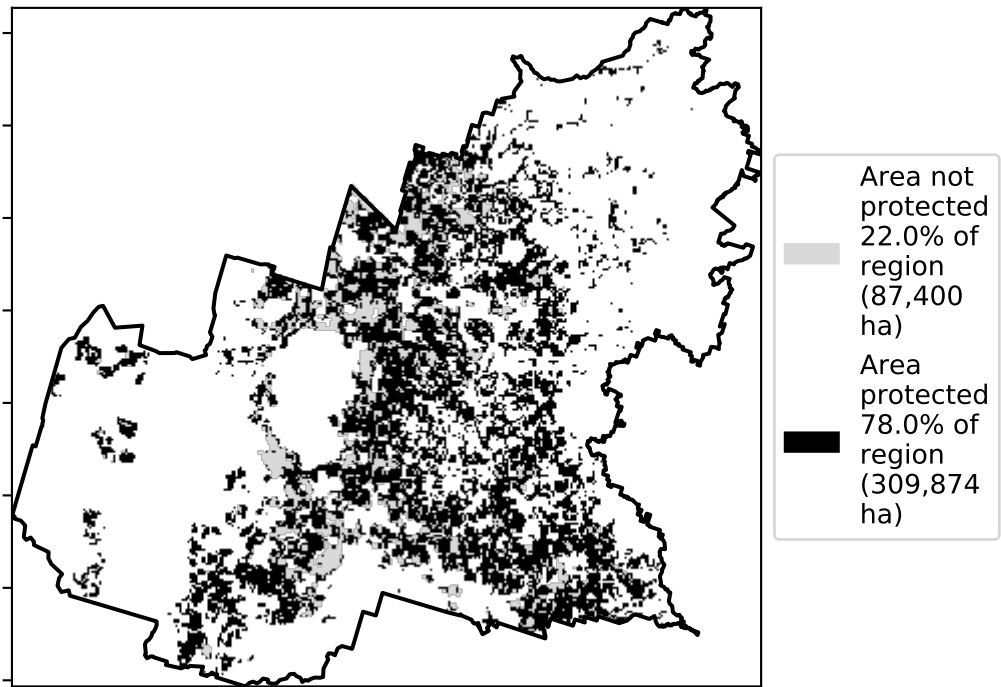 Area not
protected
22.0% of
region
(87,400
ha)
Area
protected
78.0% of
region
(309,874
ha)